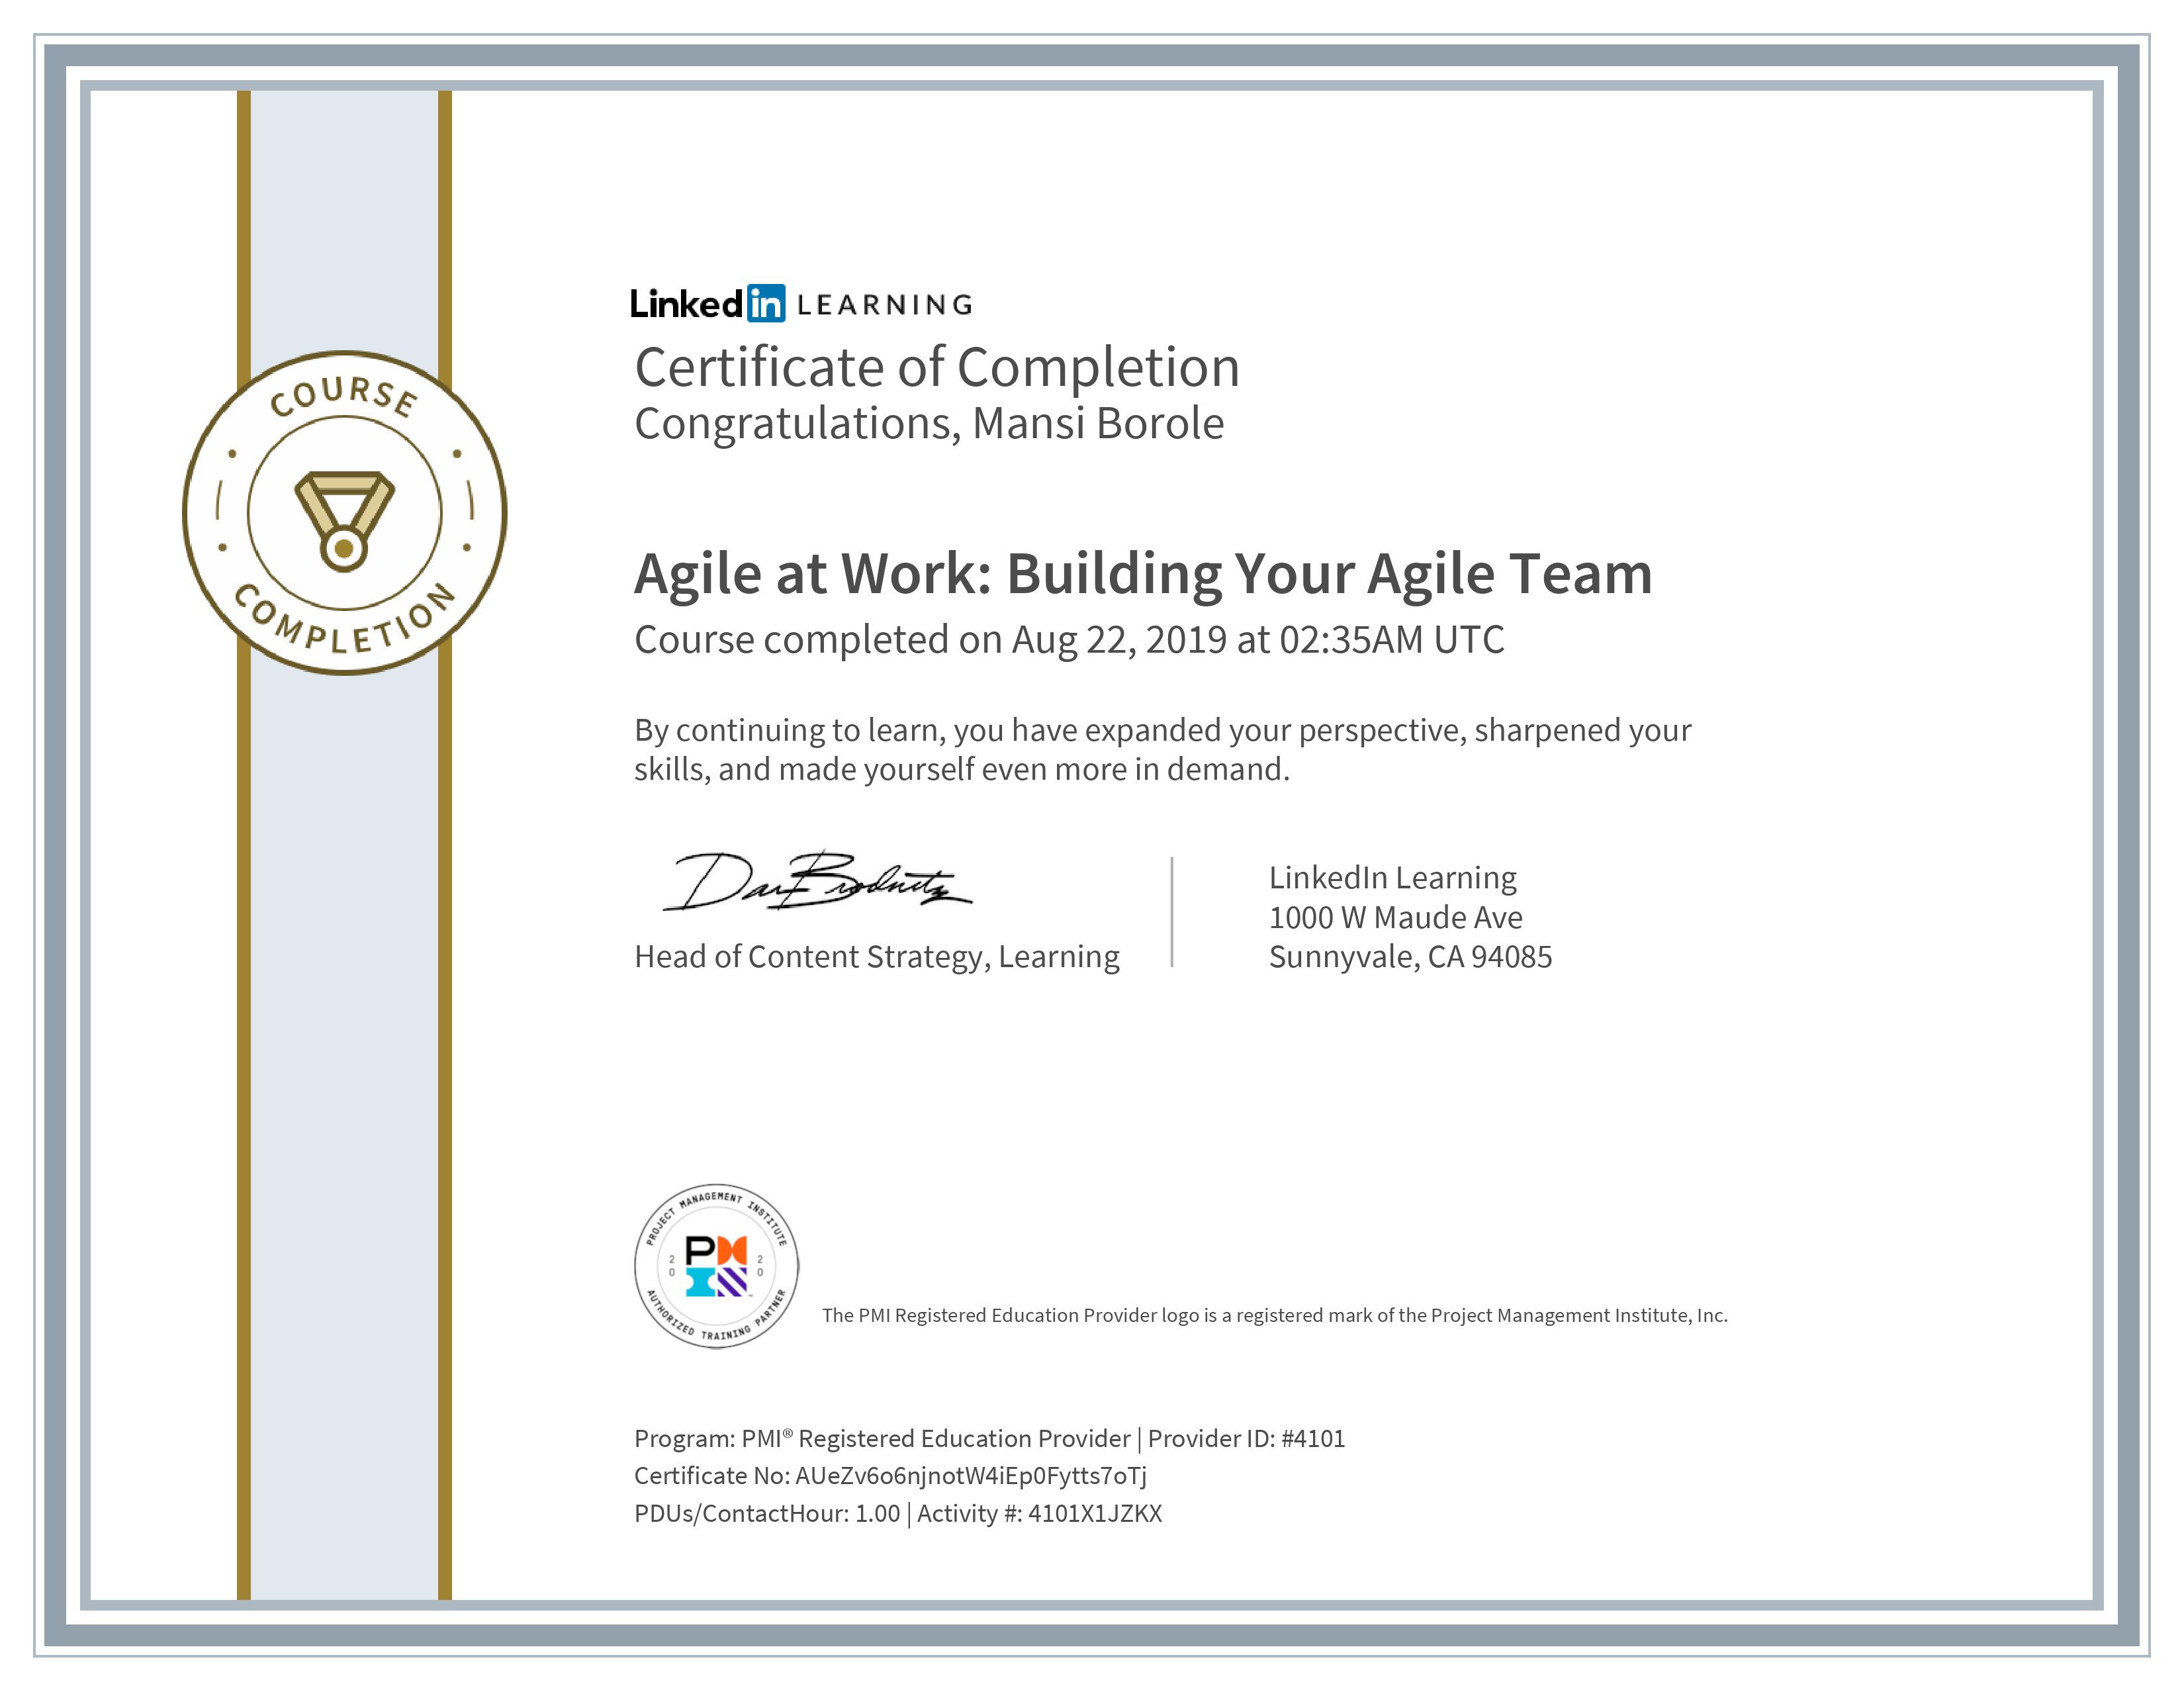 LinkedIn LEARNING
Certificate of Completion
Congratulations, Mansi Borole
COURSE
COMPLETION
Agile at Work: Building Your Agile Team
Course completed on Aug 22, 2019 at 02:35AM UTC
By continuing to learn, you have expanded your perspective, sharpened your
skills, and made yourself even more in demand.
Dan Brodnitz
Head of Content Strategy, Learning
LinkedIn Learning
1000 W Maude Ave
Sunnyvale, CA 94085
PROJECT MANAGEMENT INSTITUTE
20 PM 20
AUTHORIZED TRAINING PARTNER
The PMI Registered Education Provider logo is a registered mark of the Project Management Institute, Inc.
Program: PMI® Registered Education Provider | Provider ID: #4101
Certificate No: AUeZv6o6njnotW4iEp0Fytts7oTj
PDUs/ContactHour: 1.00 | Activity #: 4101X1JZKX